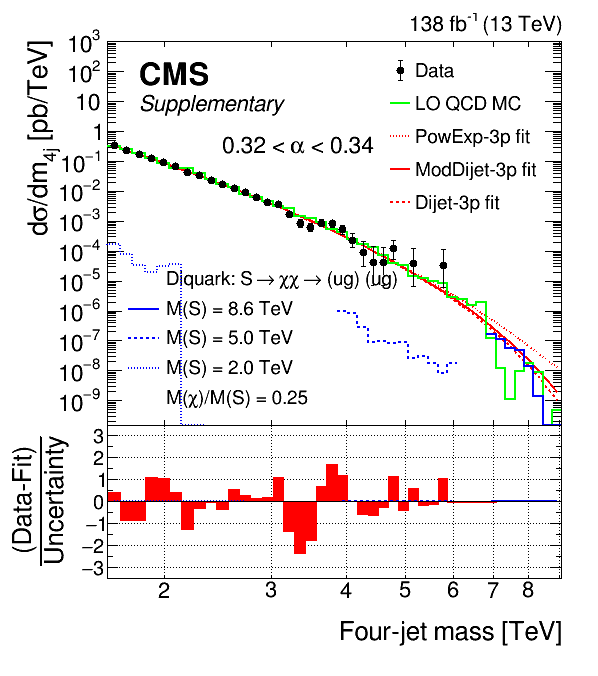 138 fb⁻¹ (13 TeV)
CMS
Supplementary
0.32 < α < 0.34
Data
LO QCD MC
PowExp-3p fit
ModDijet-3p fit
Dijet-3p fit
dσ/dm₄ⱼ [pb/TeV]
10³
10²
10
1
10⁻¹
10⁻²
10⁻³
10⁻⁴
10⁻⁵
10⁻⁶
10⁻⁷
10⁻⁸
10⁻⁹
Diquark: S → χχ → (ug) (ug)
M(S) = 8.6 TeV
M(S) = 5.0 TeV
M(S) = 2.0 TeV
M(χ)/M(S) = 0.25
(Data-Fit)
Uncertainty
3
2
1
0
−1
−2
−3
2 3 4 5 6 7 8
Four-jet mass [TeV]